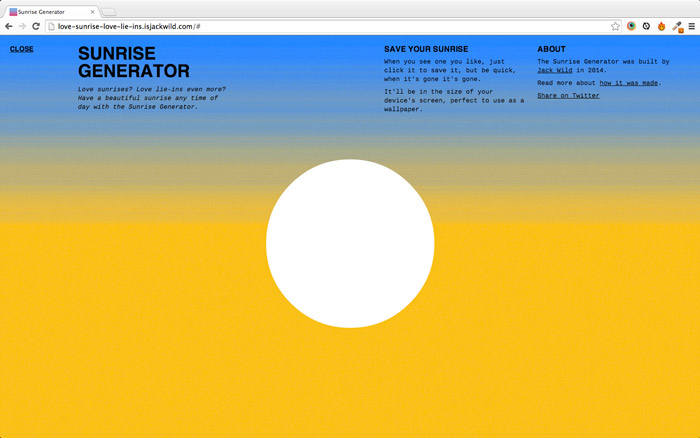 Sunrise Generator
love-sunrise-love-lie-ins.isjackwild.com/#
CLOSE
SUNRISE
GENERATOR
Love sunrises? Love lie-ins even more?
Have a beautiful sunrise any time of
day with the Sunrise Generator.
SAVE YOUR SUNRISE
When you see one you like, just
click it to save it, but be quick,
when it's gone it's gone.
It'll be in the size of your
device's screen, perfect to use as a
wallpaper.
ABOUT
The Sunrise Generator was built by
Jack Wild in 2014.
Read more about how it was made.
Share on Twitter